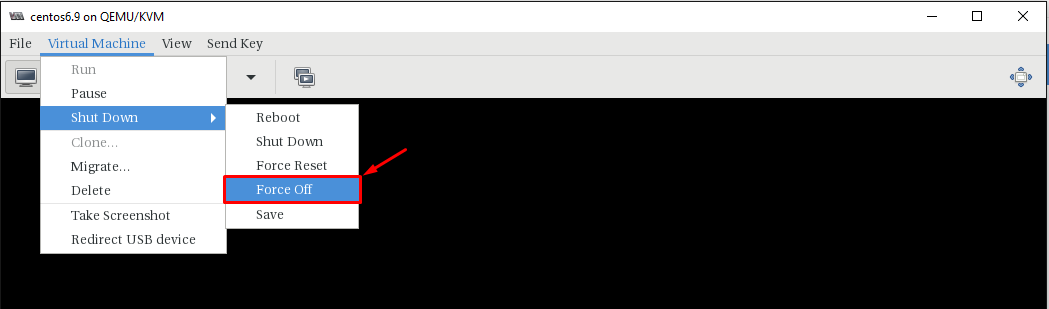 centos6.9 on QEMU/KVM
File Virtual Machine View Send Key
Run
Pause
Shut Down
Clone...
Migrate...
Delete
Take Screenshot
Redirect USB device
Reboot
Shut Down
Force Reset
Force Off
Save